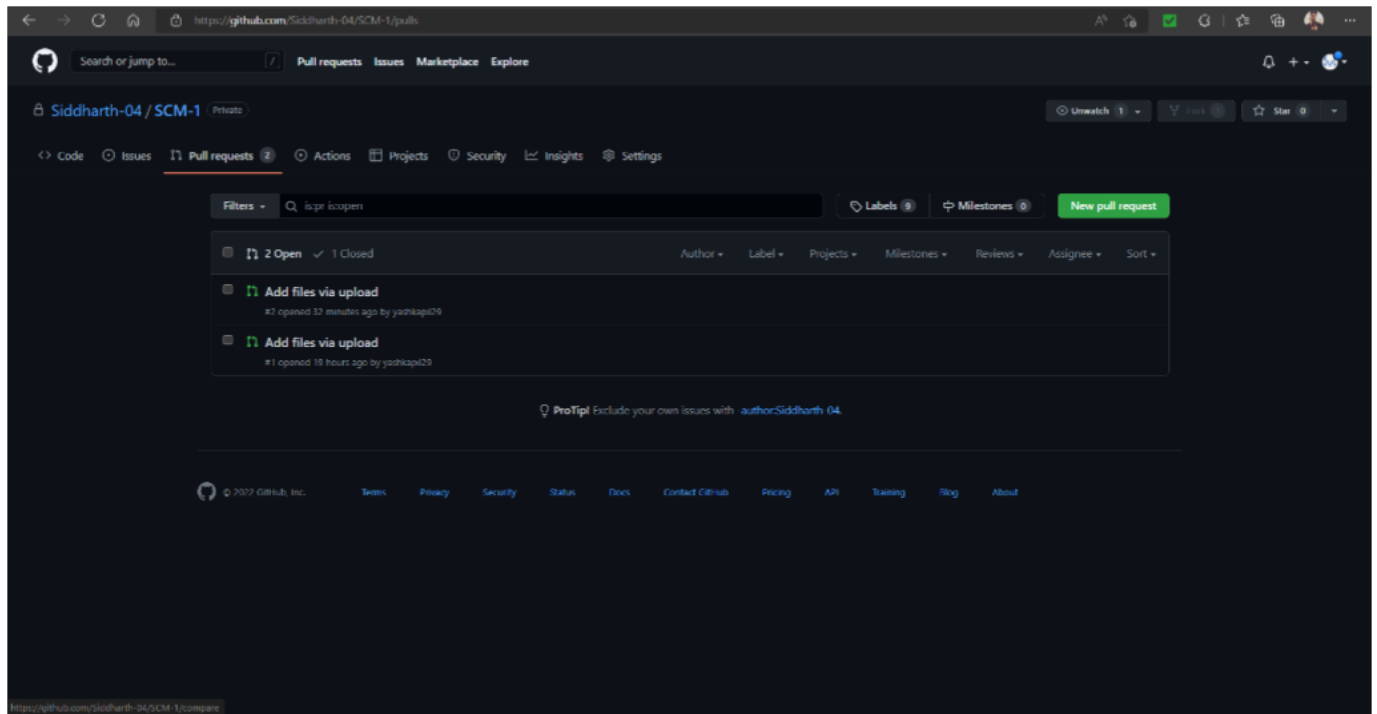 https://github.com/Siddharth-04/SCM-1/pulls
Search or jump to... / Pull requests Issues Marketplace Explore
Siddharth-04 / SCM-1 Private
Unwatch 1 Fork 0 Star 0
Code Issues Pull requests 2 Actions Projects Security Insights Settings
Filters is:pr is:open Labels 9 Milestones 0 New pull request
2 Open 1 Closed Author Label Projects Milestones Reviews Assignee Sort
Add files via upload
#2 opened 32 minutes ago by yashkapil29
Add files via upload
#1 opened 19 hours ago by yashkapil29
ProTip! Exclude your own issues with -author:Siddharth-04.
© 2022 GitHub, Inc. Terms Privacy Security Status Docs Contact GitHub Pricing API Training Blog About
https://github.com/Siddharth-04/SCM-1/compare